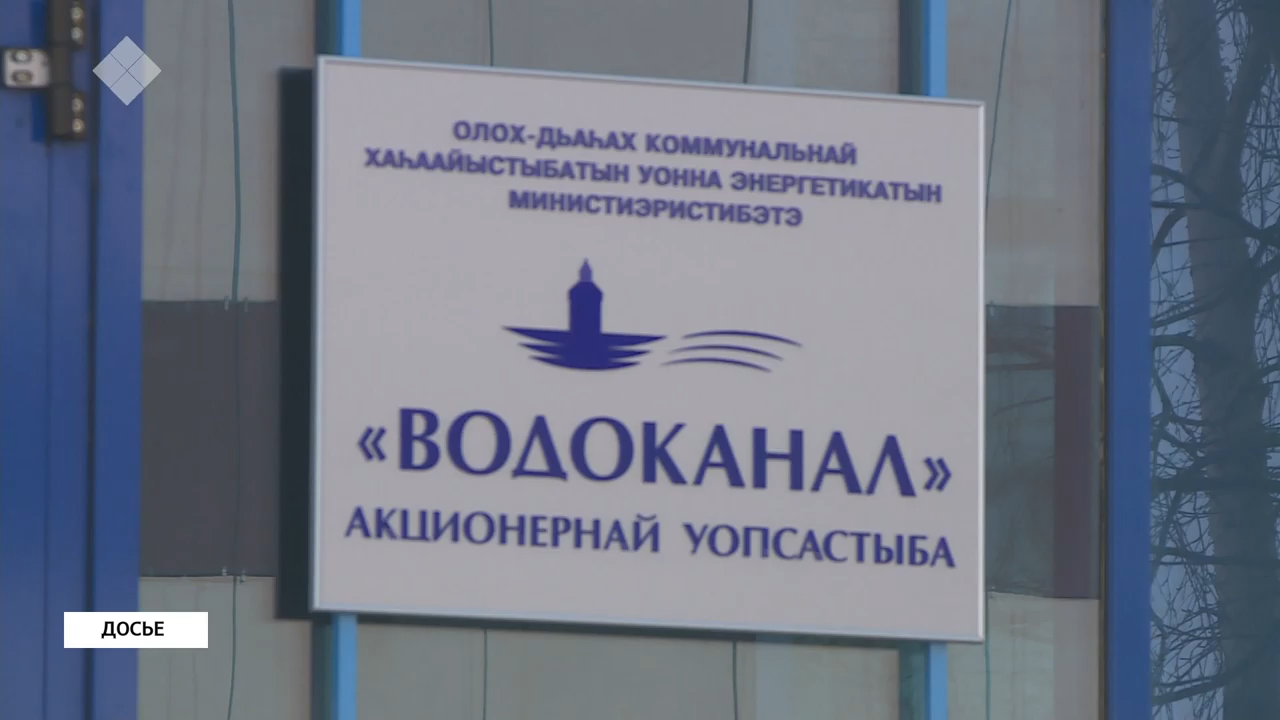 ОЛОХ-ДЬАҺАХ КОММУНАЛЬНАЙ
ХАҺААЙЫСТЫБАТЫН УОННА ЭНЕРГЕТИКАТЫН
МИНИСТИЭРИСТИБЭТЭ
«ВОДОКАНАЛ»
АКЦИОНЕРНАЙ УОПСАСТЫБА
ДОСЬЕ